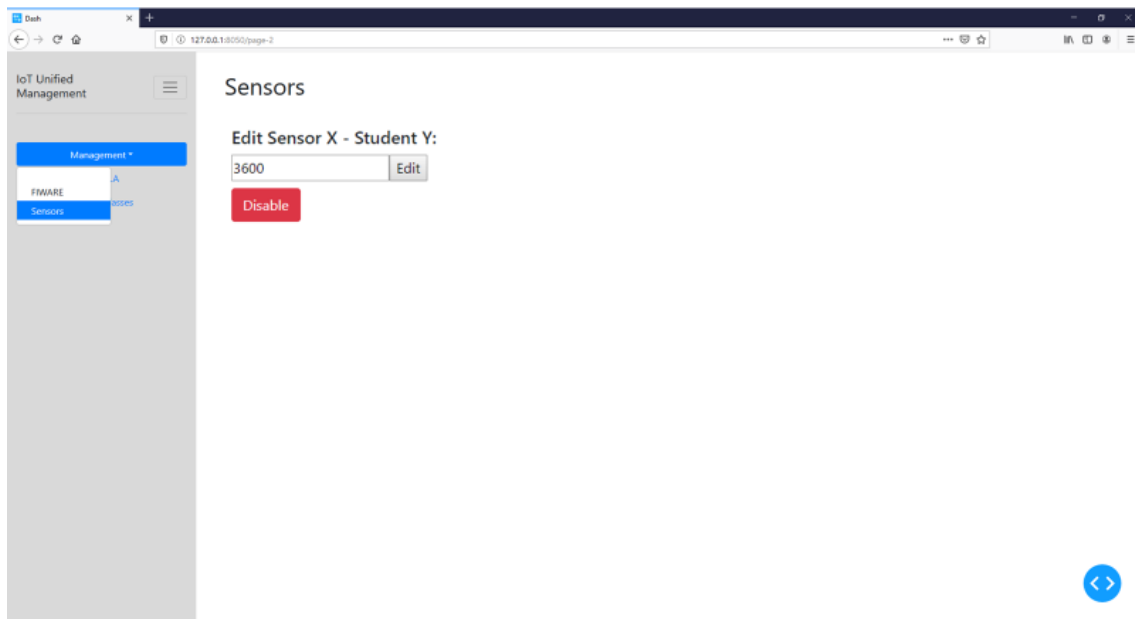 Dash
127.0.0.1:8050/page-2
IoT Unified
Management
Management
A
FIWARE
asses
Sensors
Sensors
Edit Sensor X - Student Y:
3600
Edit
Disable